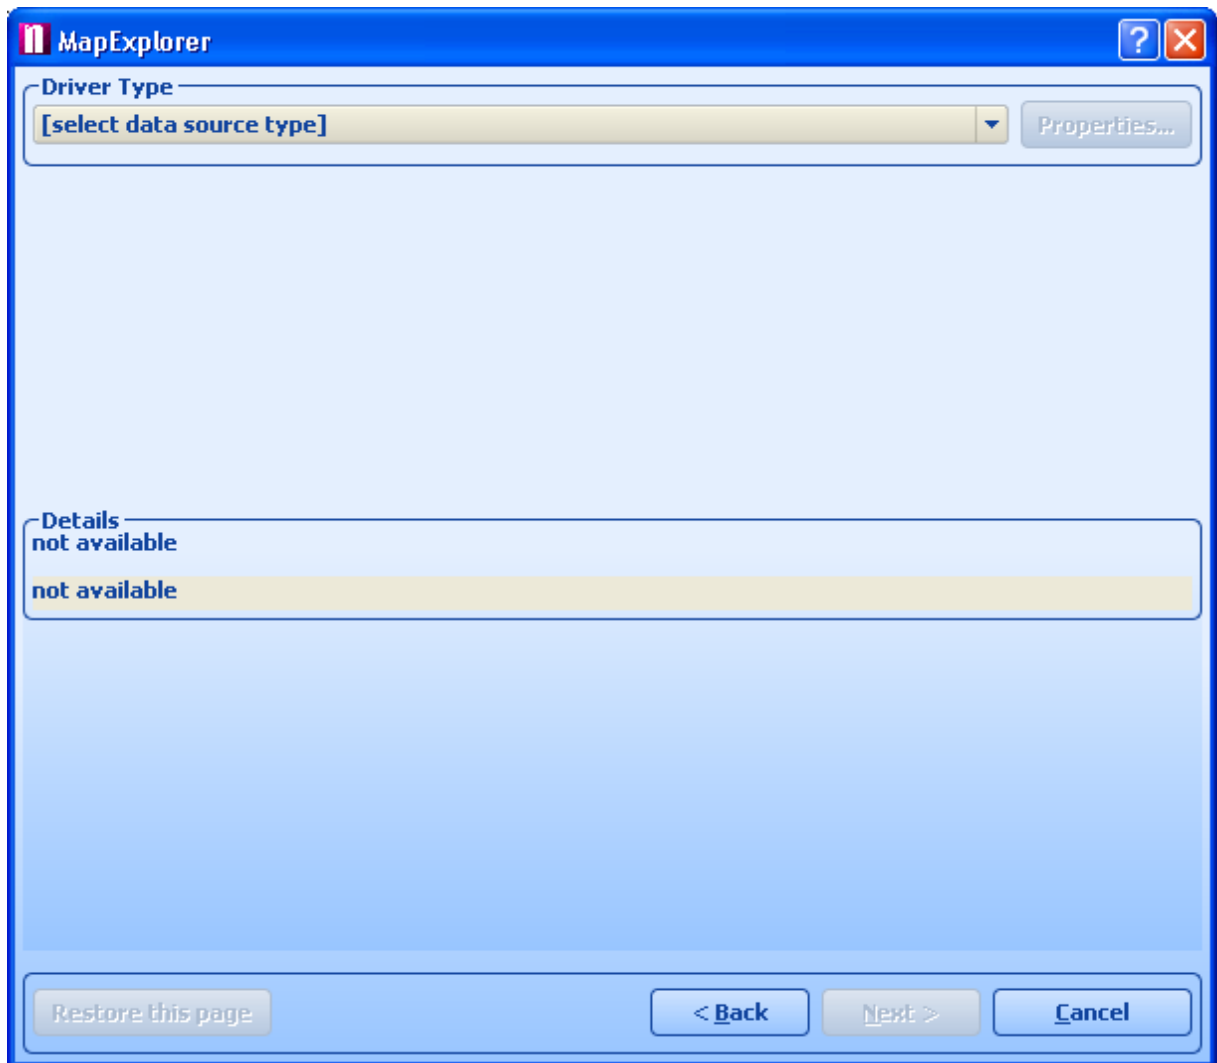 MapExplorer
Driver Type
[select data source type]
Properties...
Details
not available
not available
Restore this page
< Back
Next >
Cancel